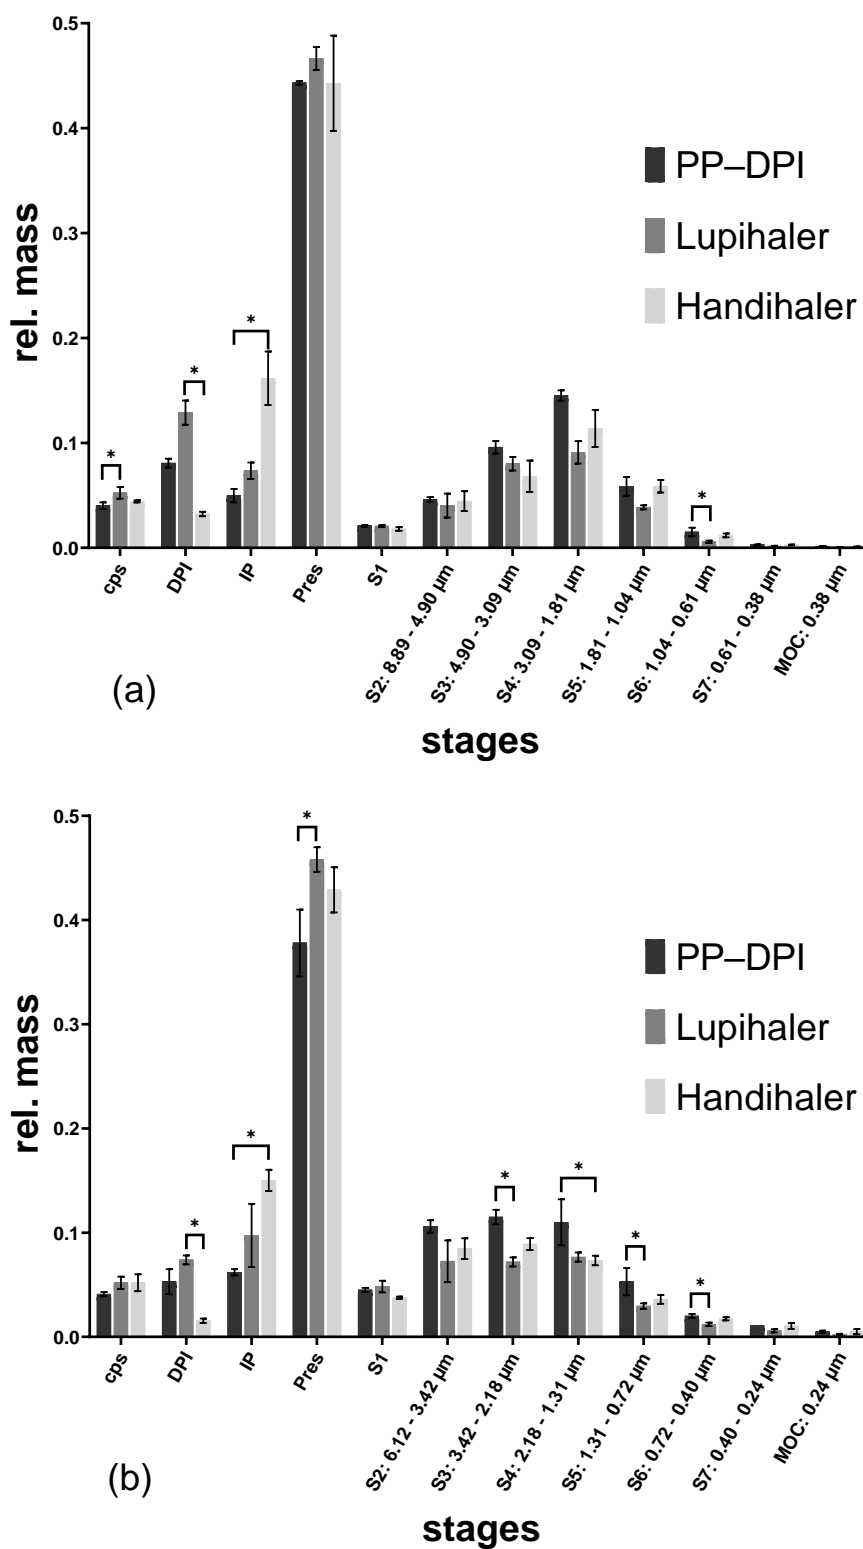 0.5
0.4
0.3
0.2
0.1
0.0
rel. mass
PP–DPI
Lupihaler
Handihaler
*
*
*
*
cps
DPI
IP
Pres
S1
S2: 8.89 - 4.90 µm
S3: 4.90 - 3.09 µm
S4: 3.09 - 1.81 µm
S5: 1.81 - 1.04 µm
S6: 1.04 - 0.61 µm
S7: 0.61 - 0.38 µm
MOC: 0.38 µm
(a)
stages
0.5
0.4
0.3
0.2
0.1
0.0
rel. mass
PP–DPI
Lupihaler
Handihaler
*
*
*
*
*
*
*
cps
DPI
IP
Pres
S1
S2: 6.12 - 3.42 µm
S3: 3.42 - 2.18 µm
S4: 2.18 - 1.31 µm
S5: 1.31 - 0.72 µm
S6: 0.72 - 0.40 µm
S7: 0.40 - 0.24 µm
MOC: 0.24 µm
(b)
stages